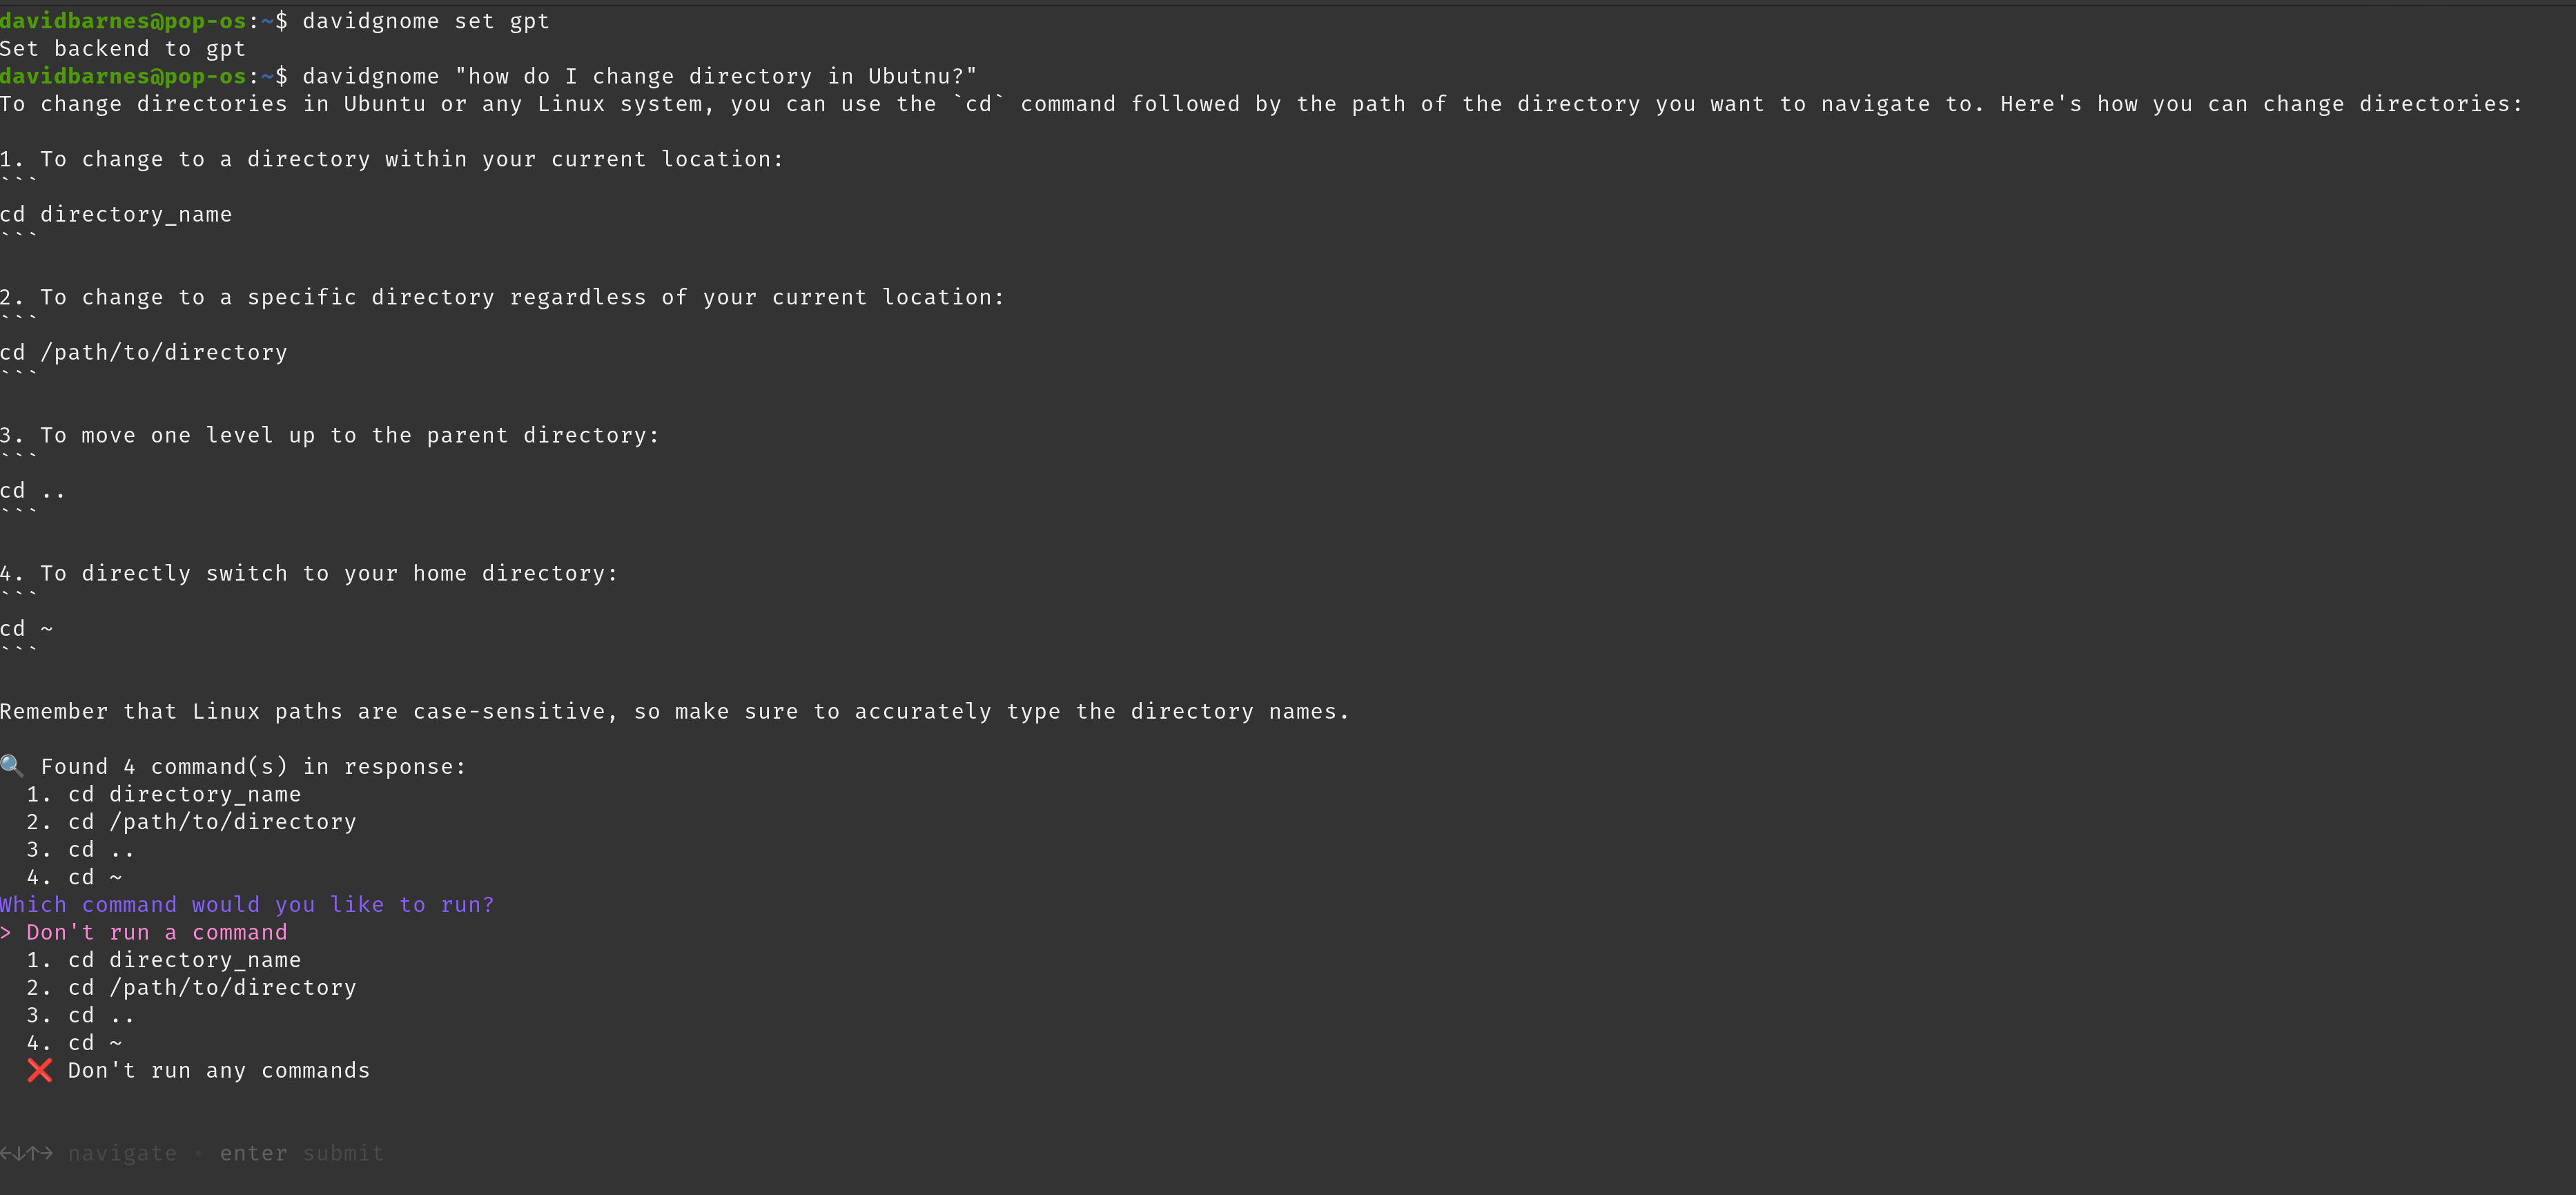 davidbarnes@pop-os:~$ davidgnome set gpt
Set backend to gpt
davidbarnes@pop-os:~$ davidgnome "how do I change directory in Ubutnu?"
To change directories in Ubuntu or any Linux system, you can use the `cd` command followed by the path of the directory you want to navigate to. Here's how you can change directories:
1. To change to a directory within your current location:
```
cd directory_name
```
2. To change to a specific directory regardless of your current location:
```
cd /path/to/directory
```
3. To move one level up to the parent directory:
```
cd ..
```
4. To directly switch to your home directory:
```
cd ~
```
Remember that Linux paths are case-sensitive, so make sure to accurately type the directory names.
🔍 Found 4 command(s) in response:
1. cd directory_name
2. cd /path/to/directory
3. cd ..
4. cd ~
Which command would you like to run?
> Don't run a command
1. cd directory_name
2. cd /path/to/directory
3. cd ..
4. cd ~
❌ Don't run any commands
←↓↑→ navigate • enter submit